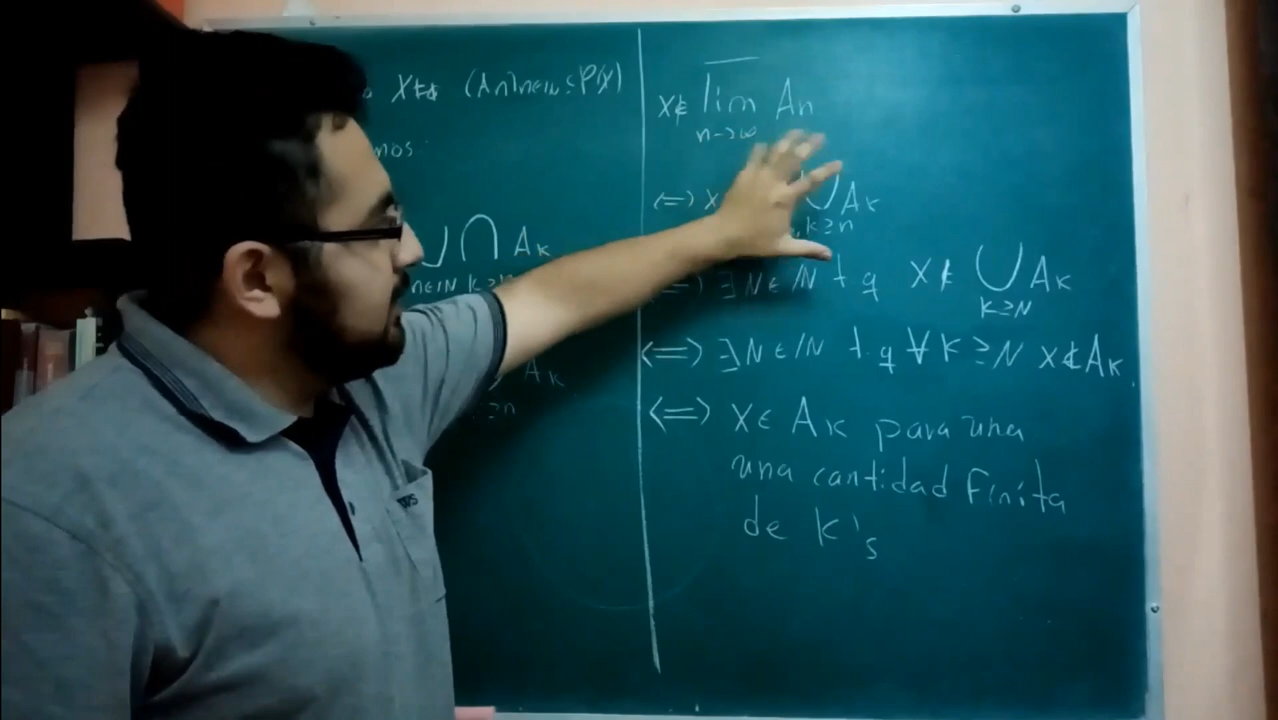 X≠ϕ (An)n∈ℕ ⊆ P(X)
mos
⋃ ⋂ Aₖ
n∈ℕ k≥n
Aₖ
≥n
x∉ lim An
n→∞
⟺ x ⋃ Aₖ
k≥n
⟺ ∃N∈ℕ t.q x∉ ⋃ Aₖ
k≥N
⟺ ∃N∈ℕ t.q ∀k≥N x∉Aₖ.
⟺ x∈ Aₖ para una
una cantidad finita
de k's